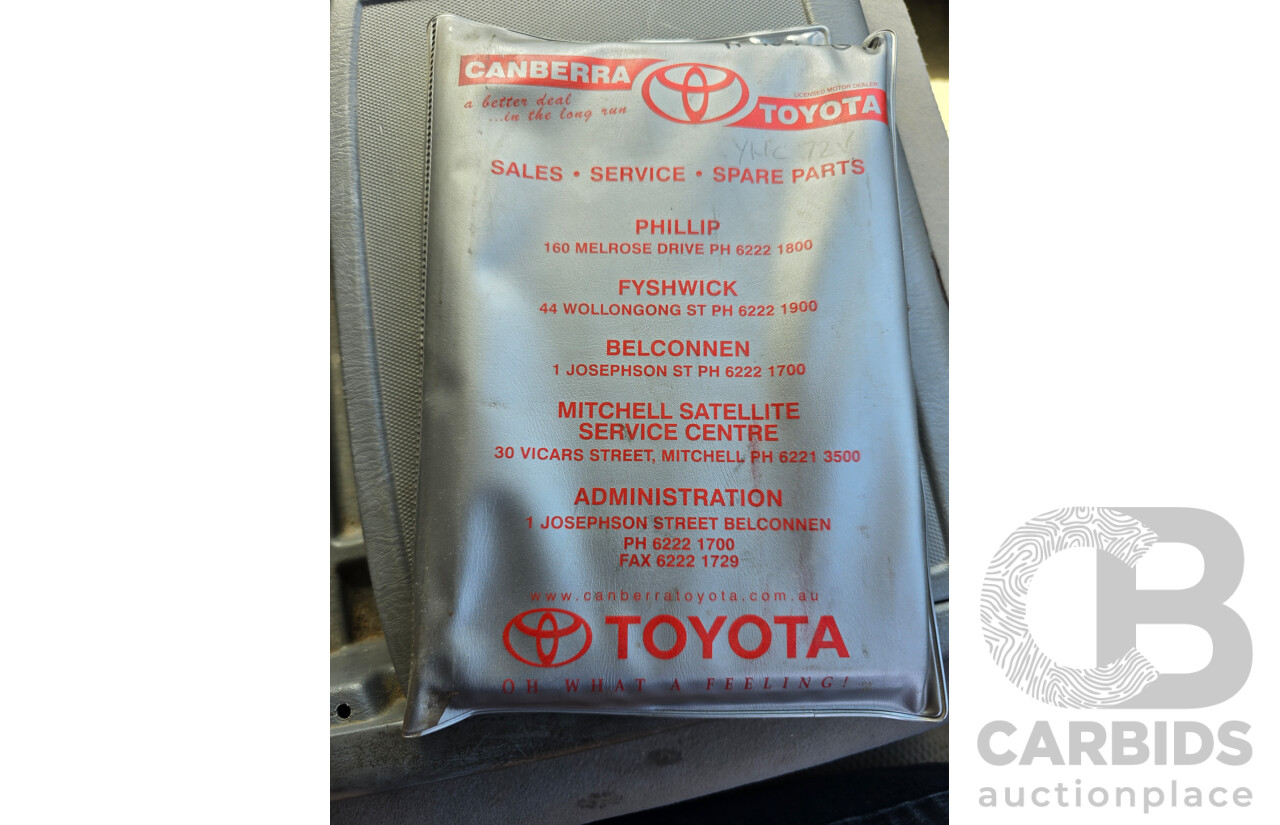 CANBERRA
a better deal
...in the long run
LICENSED MOTOR DEALER
TOYOTA
SALES • SERVICE • SPARE PARTS
PHILLIP
160 MELROSE DRIVE PH 6222 1800
FYSHWICK
44 WOLLONGONG ST PH 6222 1900
BELCONNEN
1 JOSEPHSON ST PH 6222 1700
MITCHELL SATELLITE
SERVICE CENTRE
30 VICARS STREET, MITCHELL PH 6221 3500
ADMINISTRATION
1 JOSEPHSON STREET BELCONNEN
PH 6222 1700
FAX 6222 1729
www.canberratoyota.com.au
TOYOTA
OH WHAT A FEELING!
CB
CARBIDS
auctionplace